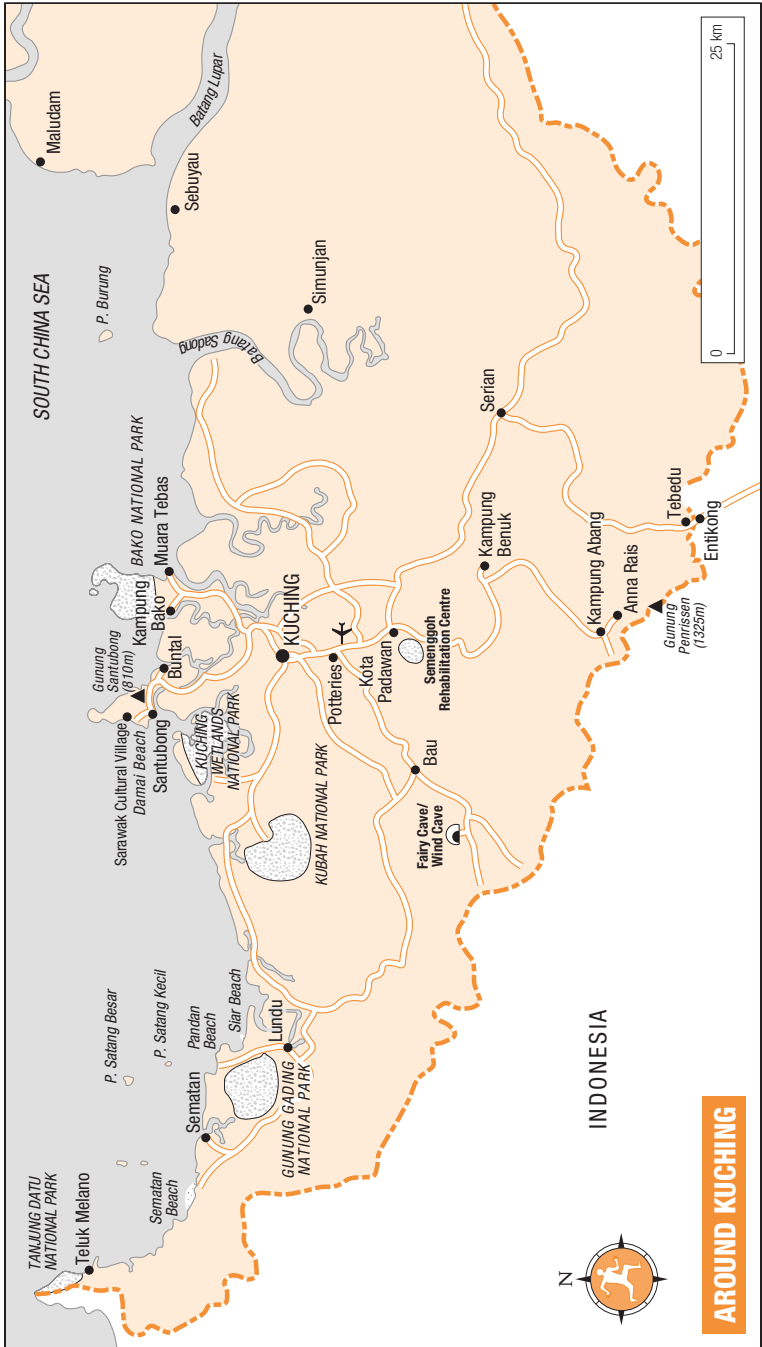 SOUTH CHINA SEA
TANJUNG DATU
NATIONAL PARK
Teluk Melano
Sematan
Beach
Sematan
P. Satang Besar
P. Satang Kecil
Pandan
Beach
Siar Beach
Lundu
GUNUNG GADING
NATIONAL PARK
Sarawak Cultural Village
Damai Beach
Santubong
Gunung
Santubong
(810m)
Buntal
KUCHING
WETLANDS
NATIONAL PARK
KUBAH NATIONAL PARK
BAKO NATIONAL PARK
Kampung
Bako
Muara Tebas
KUCHING
Potteries
Kota
Padawan
Semenggoh
Rehabilitation Centre
Bau
Fairy Cave/
Wind Cave
Kampung
Benuk
Kampung Abang
Anna Rais
Gunung
Penrissen
(1325m)
Tebedu
Entikong
Serian
P. Burung
Batang Sadong
Simunjan
Sebuyau
Batang Lupar
Maludam
INDONESIA
N
AROUND KUCHING
0
25 km